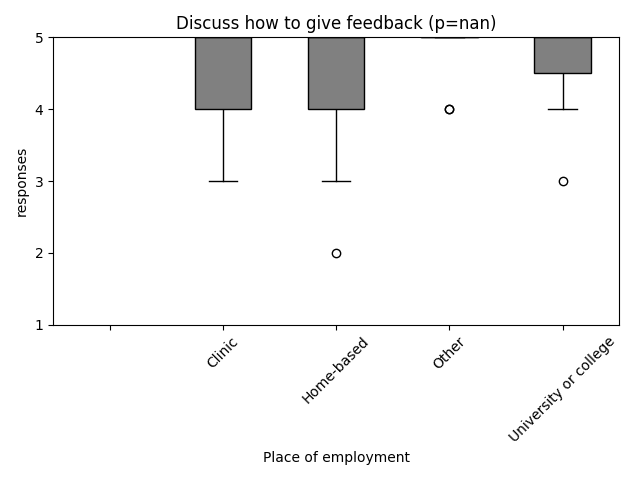 Discuss how to give feedback (p=nan)
5
4
3
2
1
responses
Clinic
Home-based
Other
University or college
Place of employment